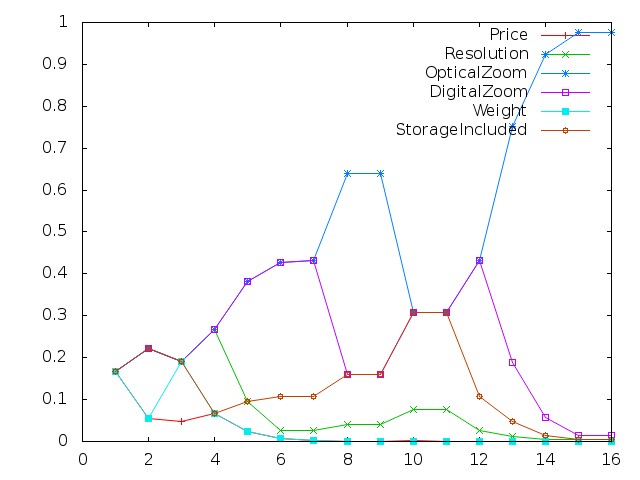 1
Price
Resolution
0.9
OpticalZoom
DigitalZoom
0.8
Weight
StorageIncluded
0.7
0.6
0.5
0.4
0.3
0.2
0.1
0
0 2 4 6 8 10 12 14 16